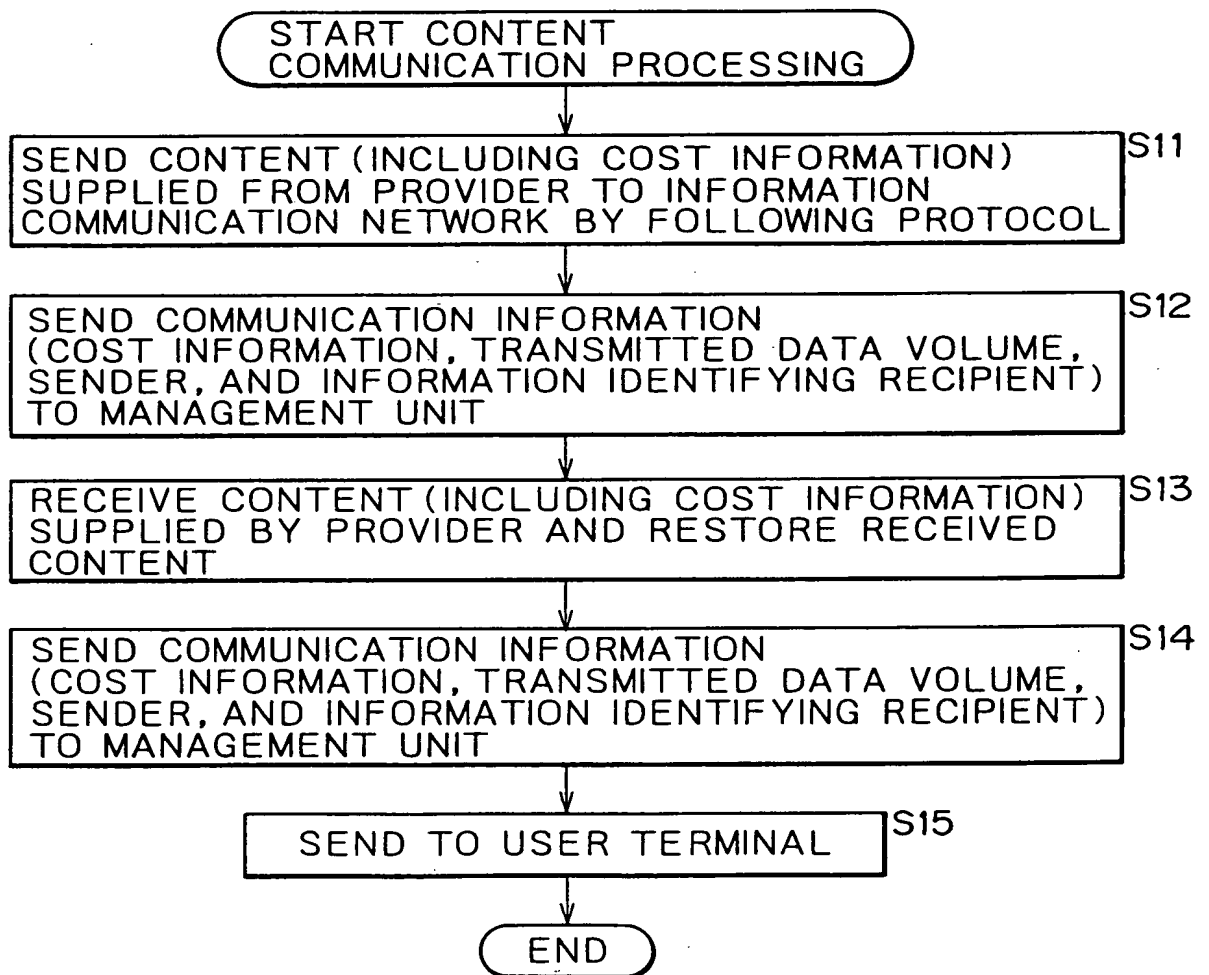 START CONTENT
COMMUNICATION PROCESSING
SEND CONTENT (INCLUDING COST INFORMATION)
SUPPLIED FROM PROVIDER TO INFORMATION
COMMUNICATION NETWORK BY FOLLOWING PROTOCOL
S11
SEND COMMUNICATION INFORMATION
(COST INFORMATION, TRANSMITTED DATA VOLUME,
SENDER, AND INFORMATION IDENTIFYING RECIPIENT)
TO MANAGEMENT UNIT
S12
RECEIVE CONTENT (INCLUDING COST INFORMATION)
SUPPLIED BY PROVIDER AND RESTORE RECEIVED
CONTENT
S13
SEND COMMUNICATION INFORMATION
(COST INFORMATION, TRANSMITTED DATA VOLUME,
SENDER, AND INFORMATION IDENTIFYING RECIPIENT)
TO MANAGEMENT UNIT
S14
SEND TO USER TERMINAL
S15
END